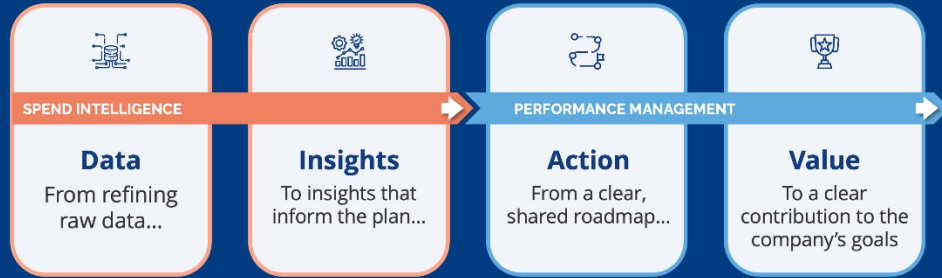 SPEND INTELLIGENCE
PERFORMANCE MANAGEMENT
Data
From refining
raw data...
Insights
To insights that
inform the plan...
Action
From a clear,
shared roadmap...
Value
To a clear
contribution to the
company’s goals